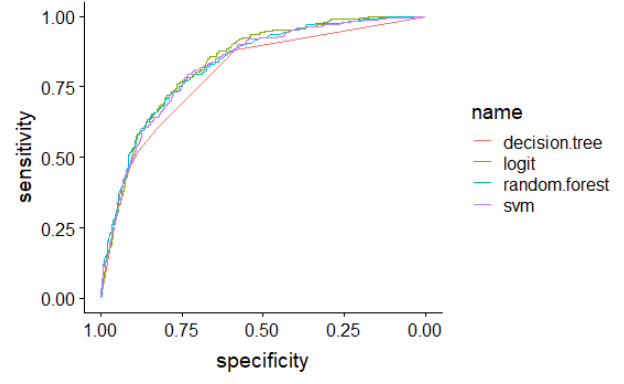 1.00
0.75
0.50
0.25
0.00
sensitivity
1.00
0.75
0.50
0.25
0.00
specificity
name
decision.tree
logit
random.forest
svm